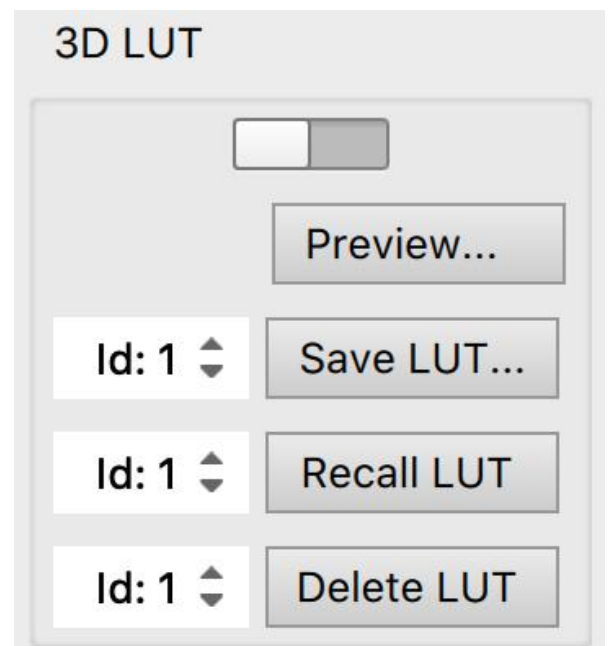 3D LUT
Preview...
Id: 1 Save LUT...
Id: 1 Recall LUT
Id: 1 Delete LUT